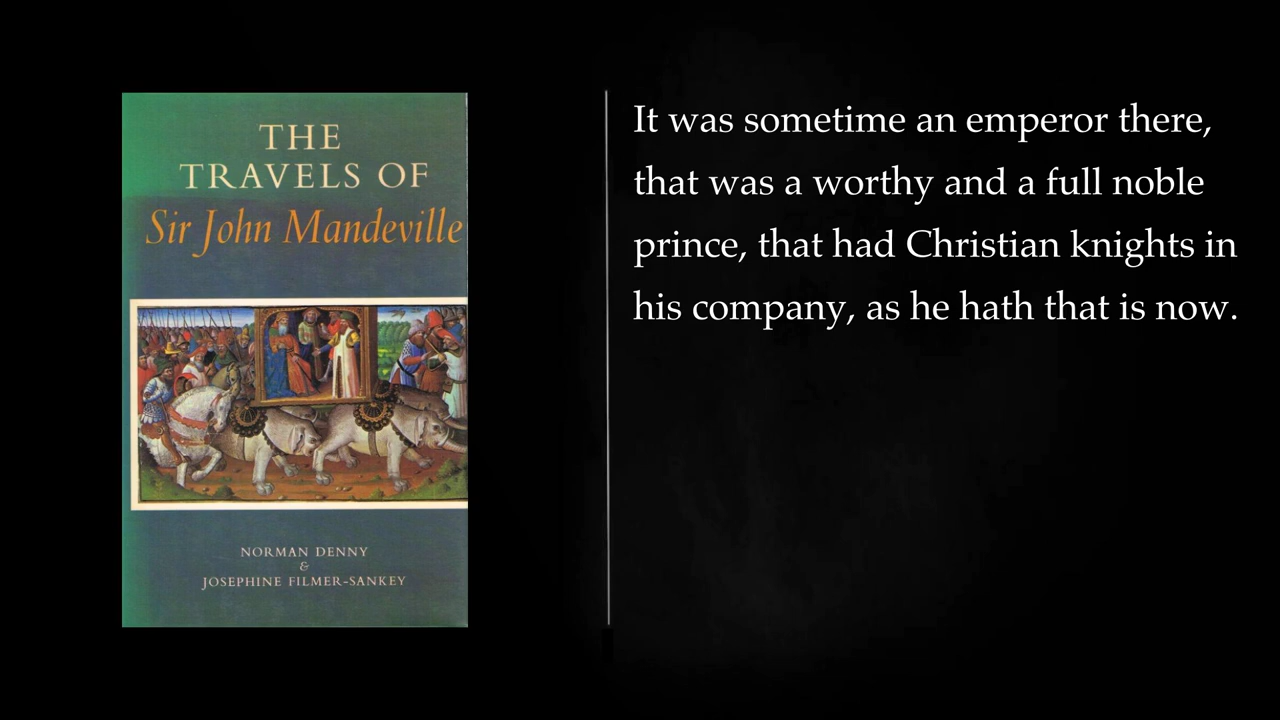 THE
TRAVELS OF
Sir John Mandeville
NORMAN DENNY
&
JOSEPHINE FILMER-SANKEY
It was sometime an emperor there,
that was a worthy and a full noble
prince, that had Christian knights in
his company, as he hath that is now.